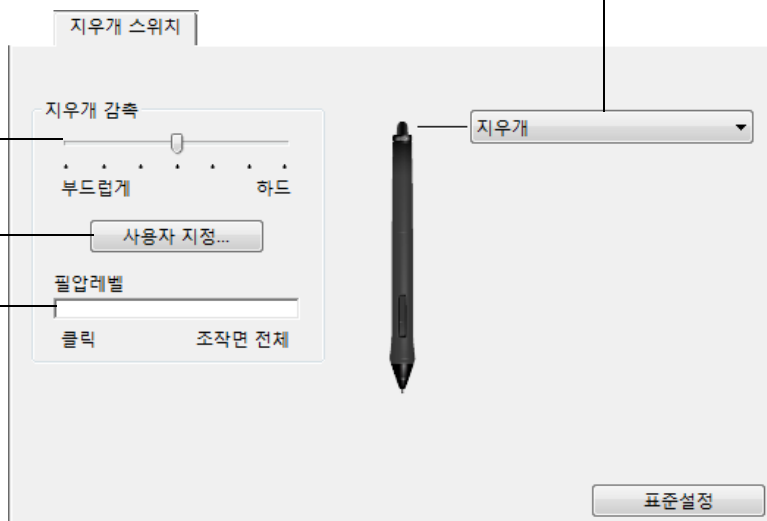 지우개 스위치
지우개 감촉
부드럽게 하드
사용자 지정...
필압레벨
클릭 조작면 전체
지우개
표준설정